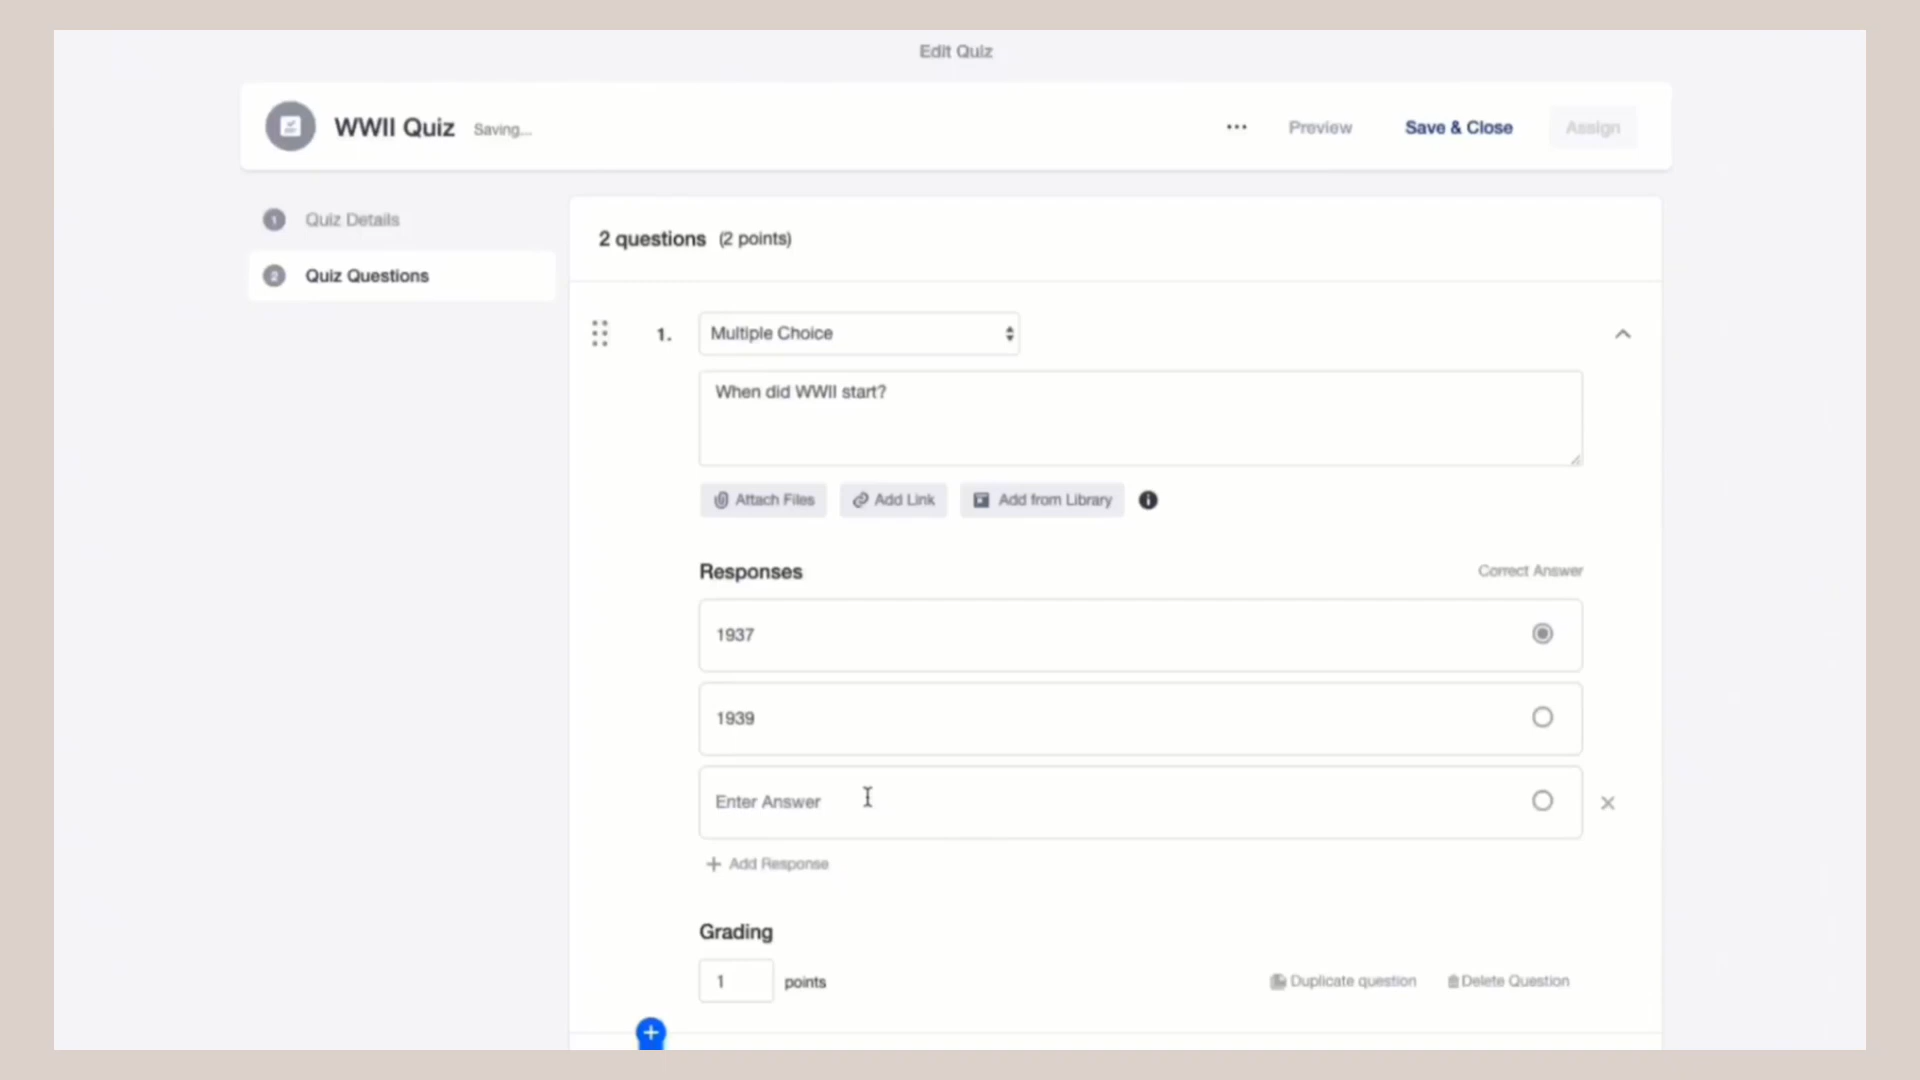 Edit Quiz
WWII Quiz Saving...
Preview Save & Close Assign
1 Quiz Details
2 Quiz Questions
2 questions (2 points)
1. Multiple Choice
When did WWII start?
Attach Files Add Link Add from Library
Responses Correct Answer
1937
1939
Enter Answer
+ Add Response
Grading
1 points
Duplicate question Delete Question